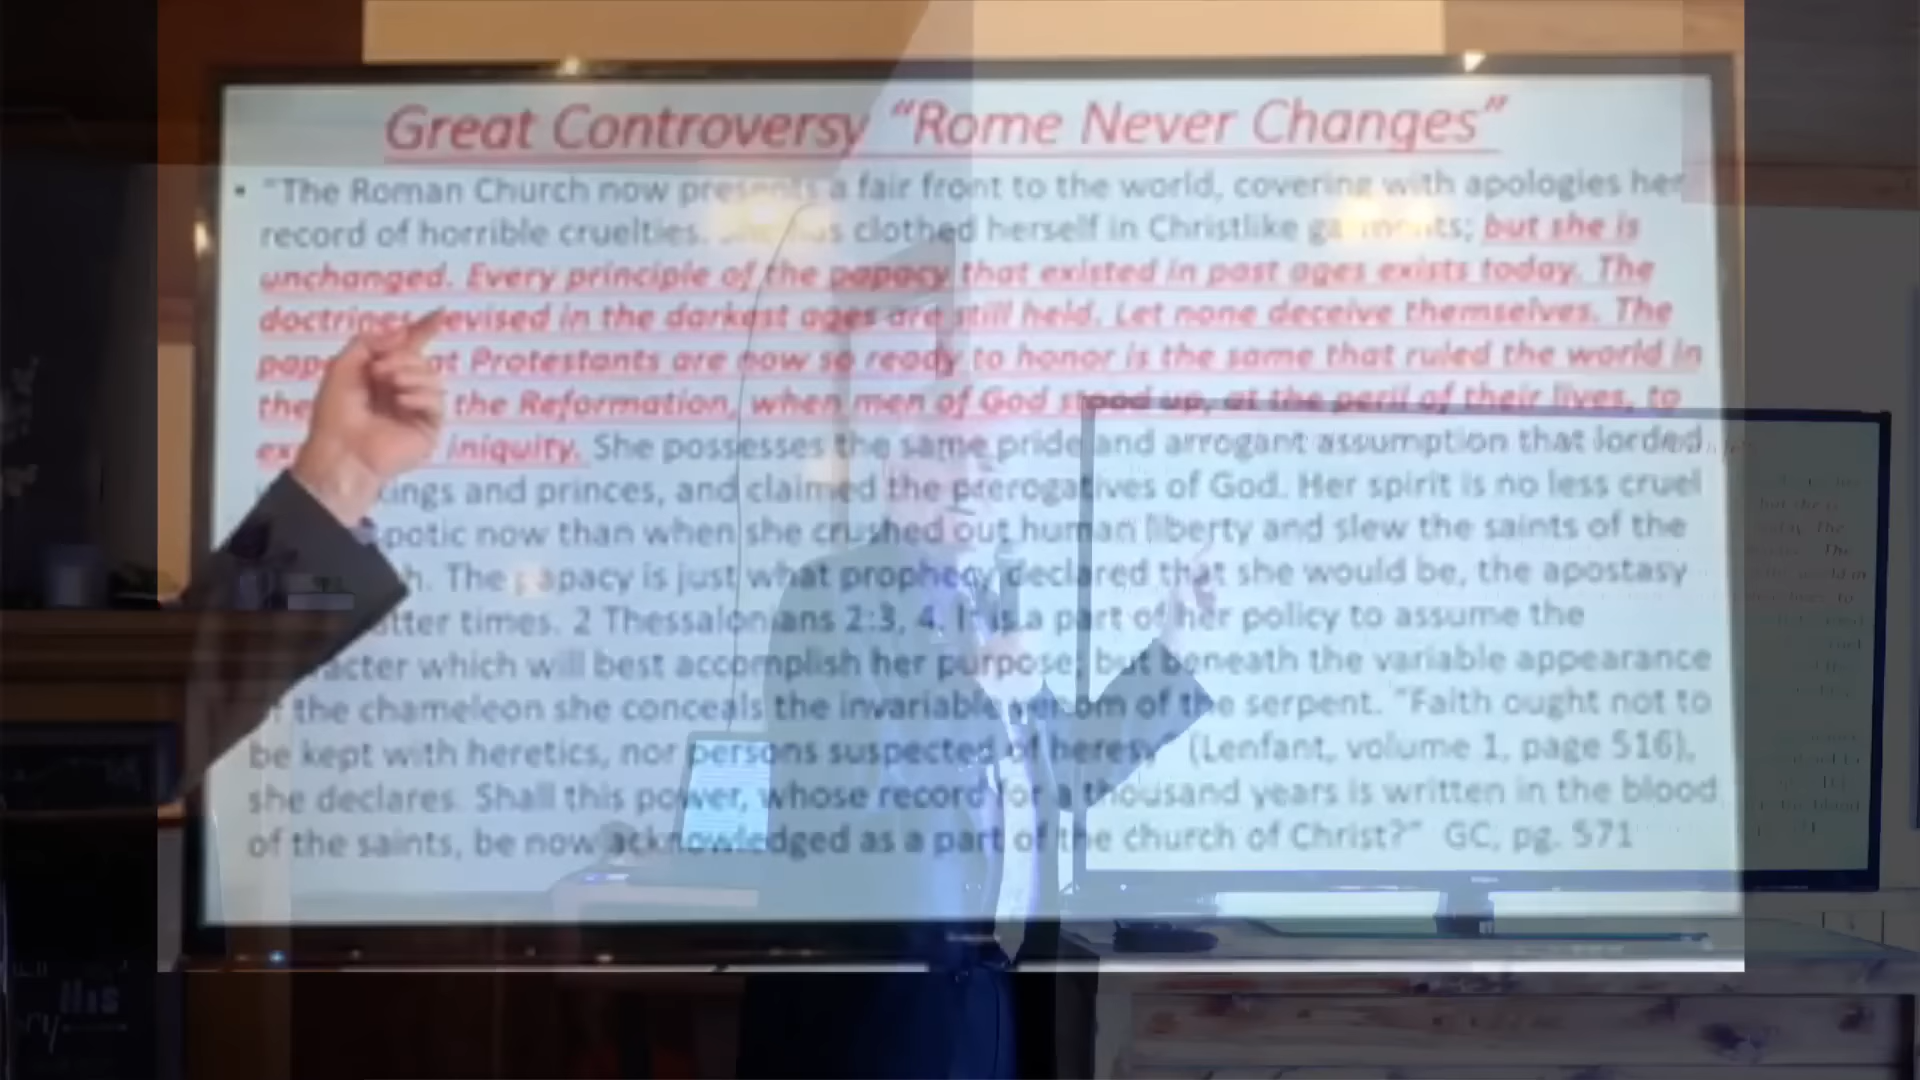 Great Controversy “Rome Never Changes”
• “The Roman Church now presents a fair front to the world, covering with apologies her
record of horrible cruelties. clothed herself in Christlike garments; but she is
unchanged. Every principle of the papacy that existed in past ages exists today. The
doctrines devised in the darkest ages are still held. Let none deceive themselves. The
Protestants are now so ready to honor is the same that ruled the world in
the the Reformation, when men of God stood up, at the peril of their lives, to
iniquity. She possesses the same pride and arrogant assumption that lorded
kings and princes, and claimed the prerogatives of God. Her spirit is no less cruel
now than when she crushed out human liberty and slew the saints of the
The papacy is just what prophecy declared that she would be, the apostasy
latter times. 2 Thessalonians 2:3, 4. It is a part of her policy to assume the
character which will best accomplish her purpose; but beneath the variable appearance
of the chameleon she conceals the invariable venom of the serpent. “Faith ought not to
be kept with heretics, nor persons suspected of heresy” (Lenfant, volume 1, page 516),
she declares. Shall this power, whose record for a thousand years is written in the blood
of the saints, be now acknowledged as a part of the church of Christ?” GC, pg. 571
His